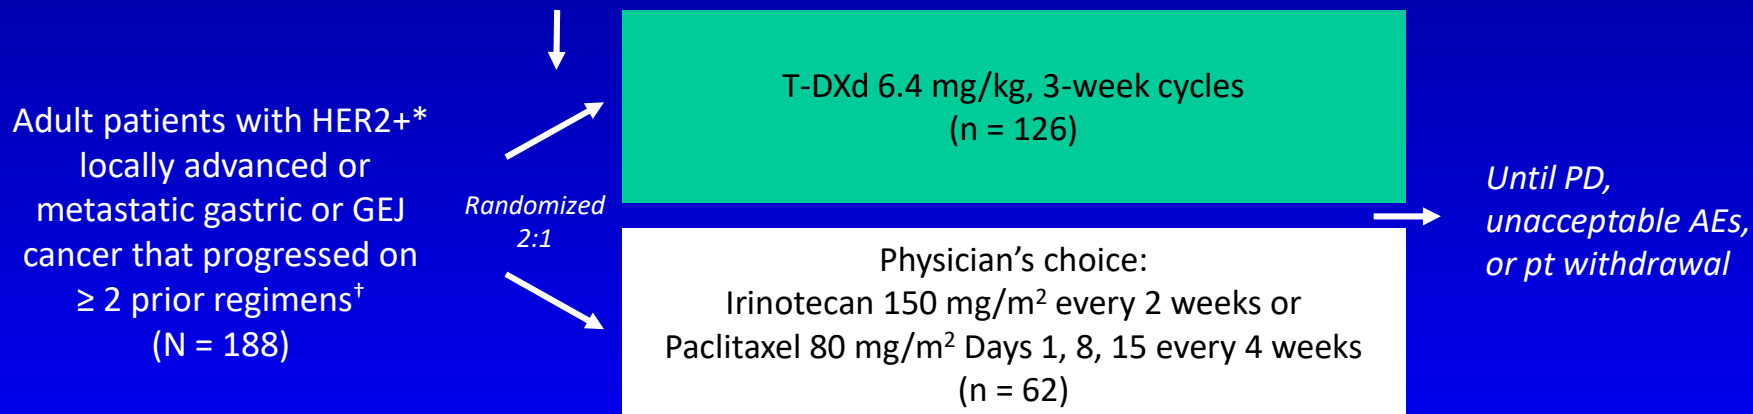 Adult patients with HER2+*
locally advanced or
metastatic gastric or GEJ
cancer that progressed on
≥ 2 prior regimens†
(N = 188)
Randomized
2:1
T-DXd 6.4 mg/kg, 3-week cycles
(n = 126)
Physician’s choice:
Irinotecan 150 mg/m² every 2 weeks or
Paclitaxel 80 mg/m² Days 1, 8, 15 every 4 weeks
(n = 62)
Until PD,
unacceptable AEs,
or pt withdrawal